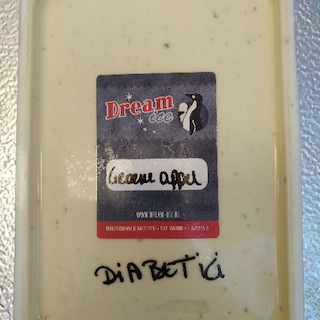 Dream
ice
Groene appel
WWW.DREAM-ICE.BE
DiABETiCi